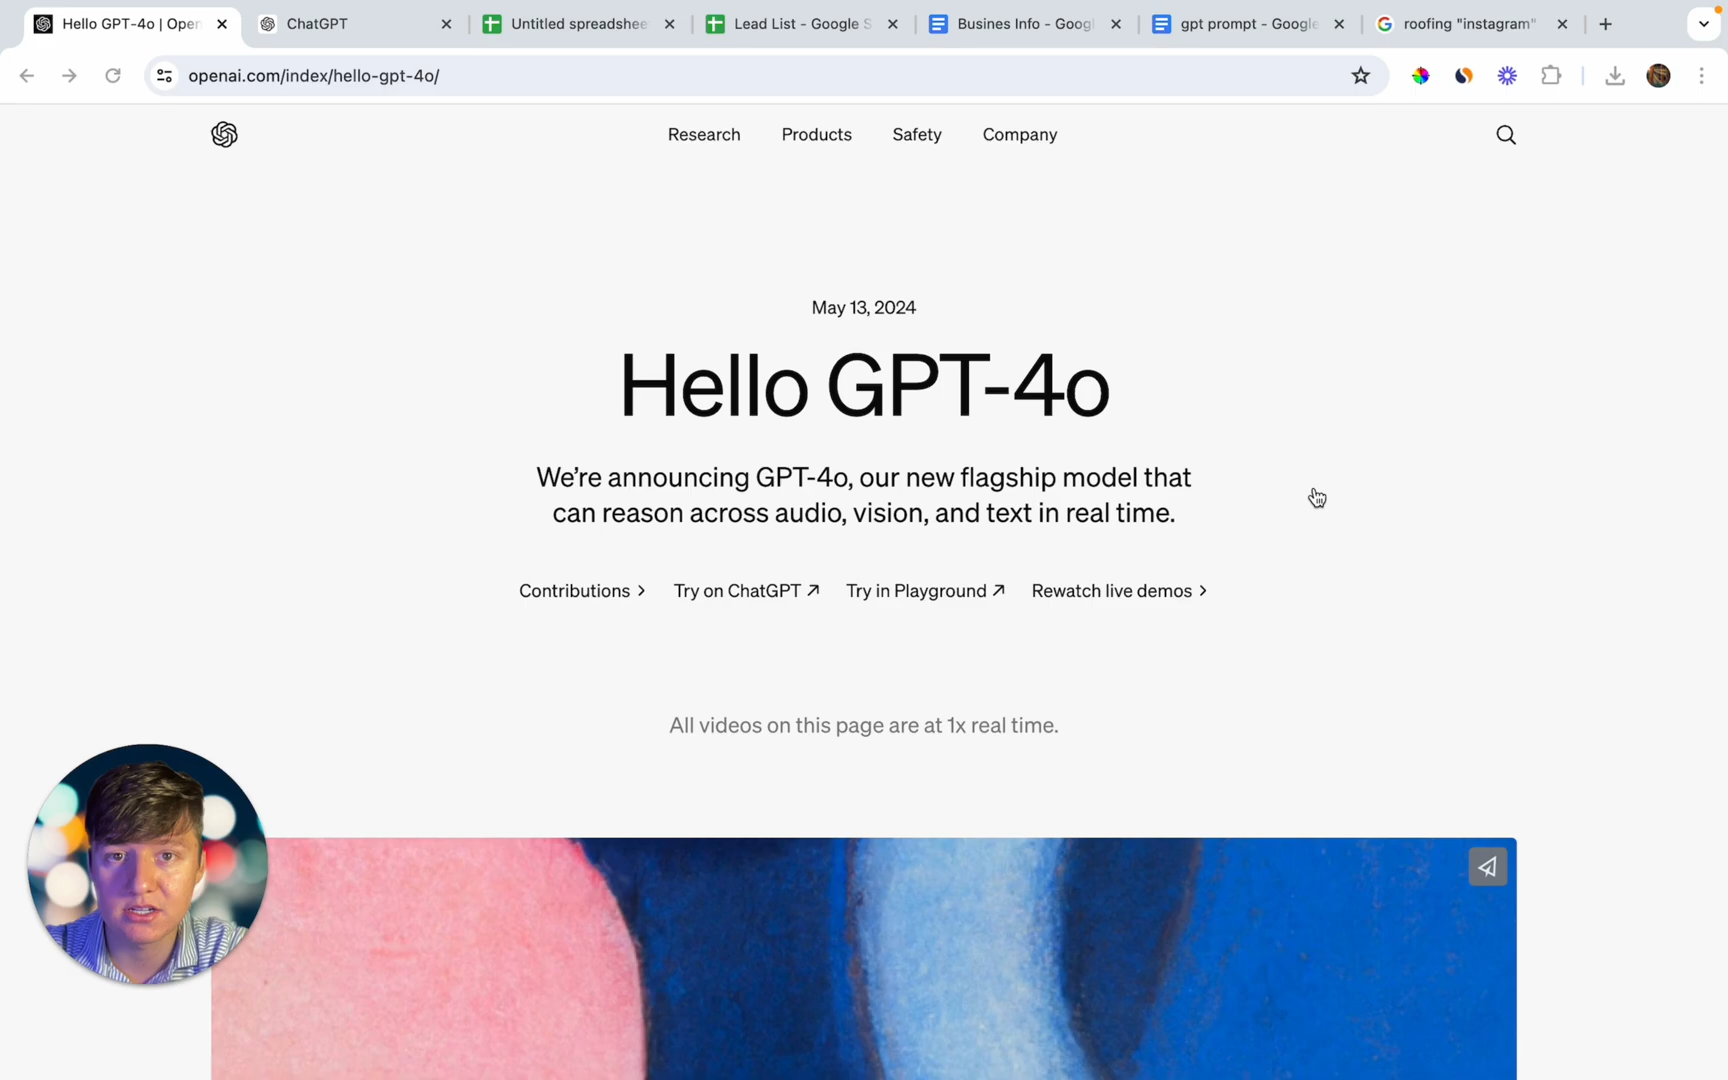 Hello GPT-4o | Open
ChatGPT
Untitled spreadshee
Lead List - Google S
Busines Info - Googl
gpt prompt - Google
roofing "instagram"
openai.com/index/hello-gpt-4o/
Research
Products
Safety
Company
May 13, 2024
Hello GPT-4o
We’re announcing GPT-4o, our new flagship model that
can reason across audio, vision, and text in real time.
Contributions
Try on ChatGPT
Try in Playground
Rewatch live demos
All videos on this page are at 1x real time.